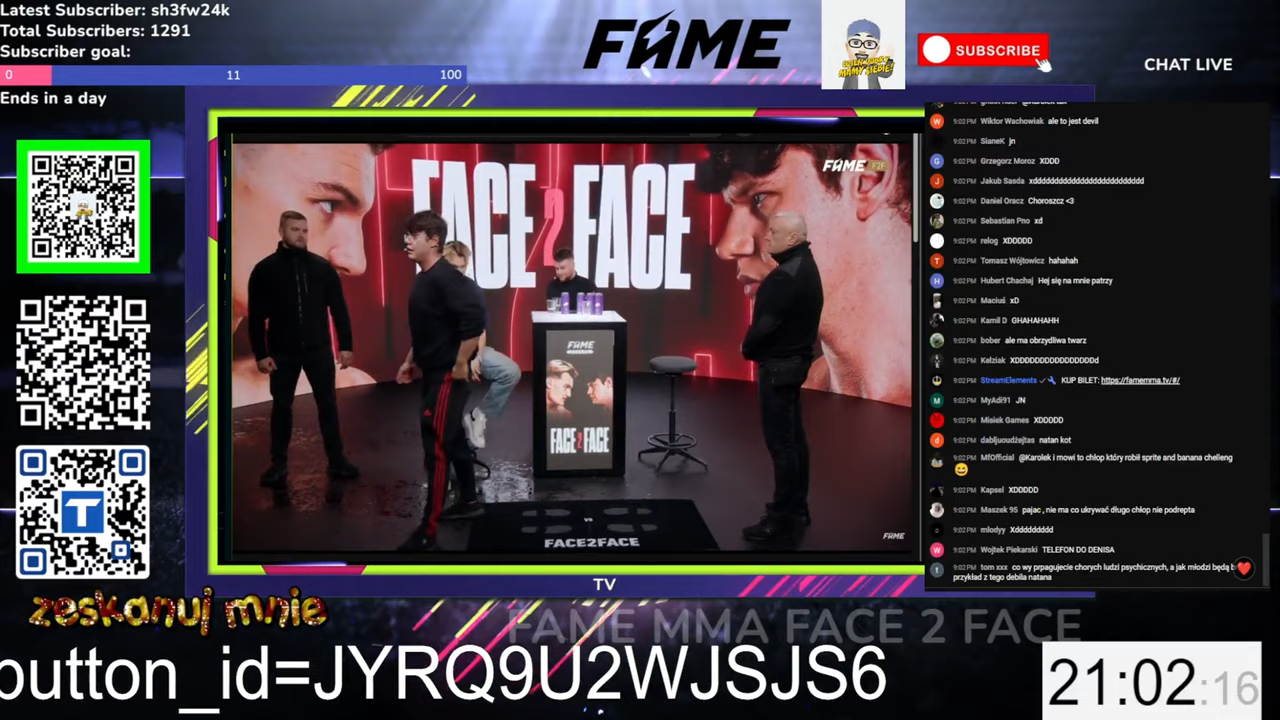 Latest Subscriber: sh3fw24k
Total Subscribers: 1291
Subscriber goal:
0 11 100
Ends in a day
FAME
SUBSCRIBE
CHAT LIVE
FAME F2F
FACE 2 FACE
FAME
FACE 2 FACE
VS
FACE2FACE
FAME
T
TV
zeskanuj mnie
FAME MMA FACE 2 FACE
button_id=JYRQ9U2WJSJS6
21:02:16
9:02 PM Wiktor Wachowiak ale to jest devil
9:02 PM SianeK jn
9:02 PM Grzegorz Moroz XDDD
9:02 PM Jakub Sasda xdddddddddddddddddddddddddd
9:02 PM Daniel Oracz Choroszcz <3
9:02 PM Sebastian Pno xd
9:02 PM relog XDDDDD
9:02 PM Tomasz Wójtowicz hahahah
9:02 PM Hubert Chachaj Hej się na mnie patrzy
9:02 PM Maciuś xD
9:02 PM Kamil D GHAHAHAHH
9:02 PM bober ale ma obrzydliwa twarz
9:02 PM Kelziak XDDDDDDDDDDDDDDDDd
9:02 PM StreamElements KUP BILET: https://famemma.tv/#/
9:02 PM MyAdi91 JN
9:02 PM Misiek Games XDDDDD
9:02 PM dabljuoudżejtas natan kot
9:02 PM MfOfficial @Karolek i mowi to chłop który robił sprite and banana chelleng
9:02 PM Kapsel XDDDDD
9:02 PM Maszek 95 pajac , nie ma co ukrywać długo chłop nie podrepta
9:02 PM młodyy Xddddddddd
9:02 PM Wojtek Piekarski TELEFON DO DENISA
9:02 PM tom xxx co wy prpagujecie chorych ludzi psychicznych, a jak młodzi będą
przykład z tego debila natana